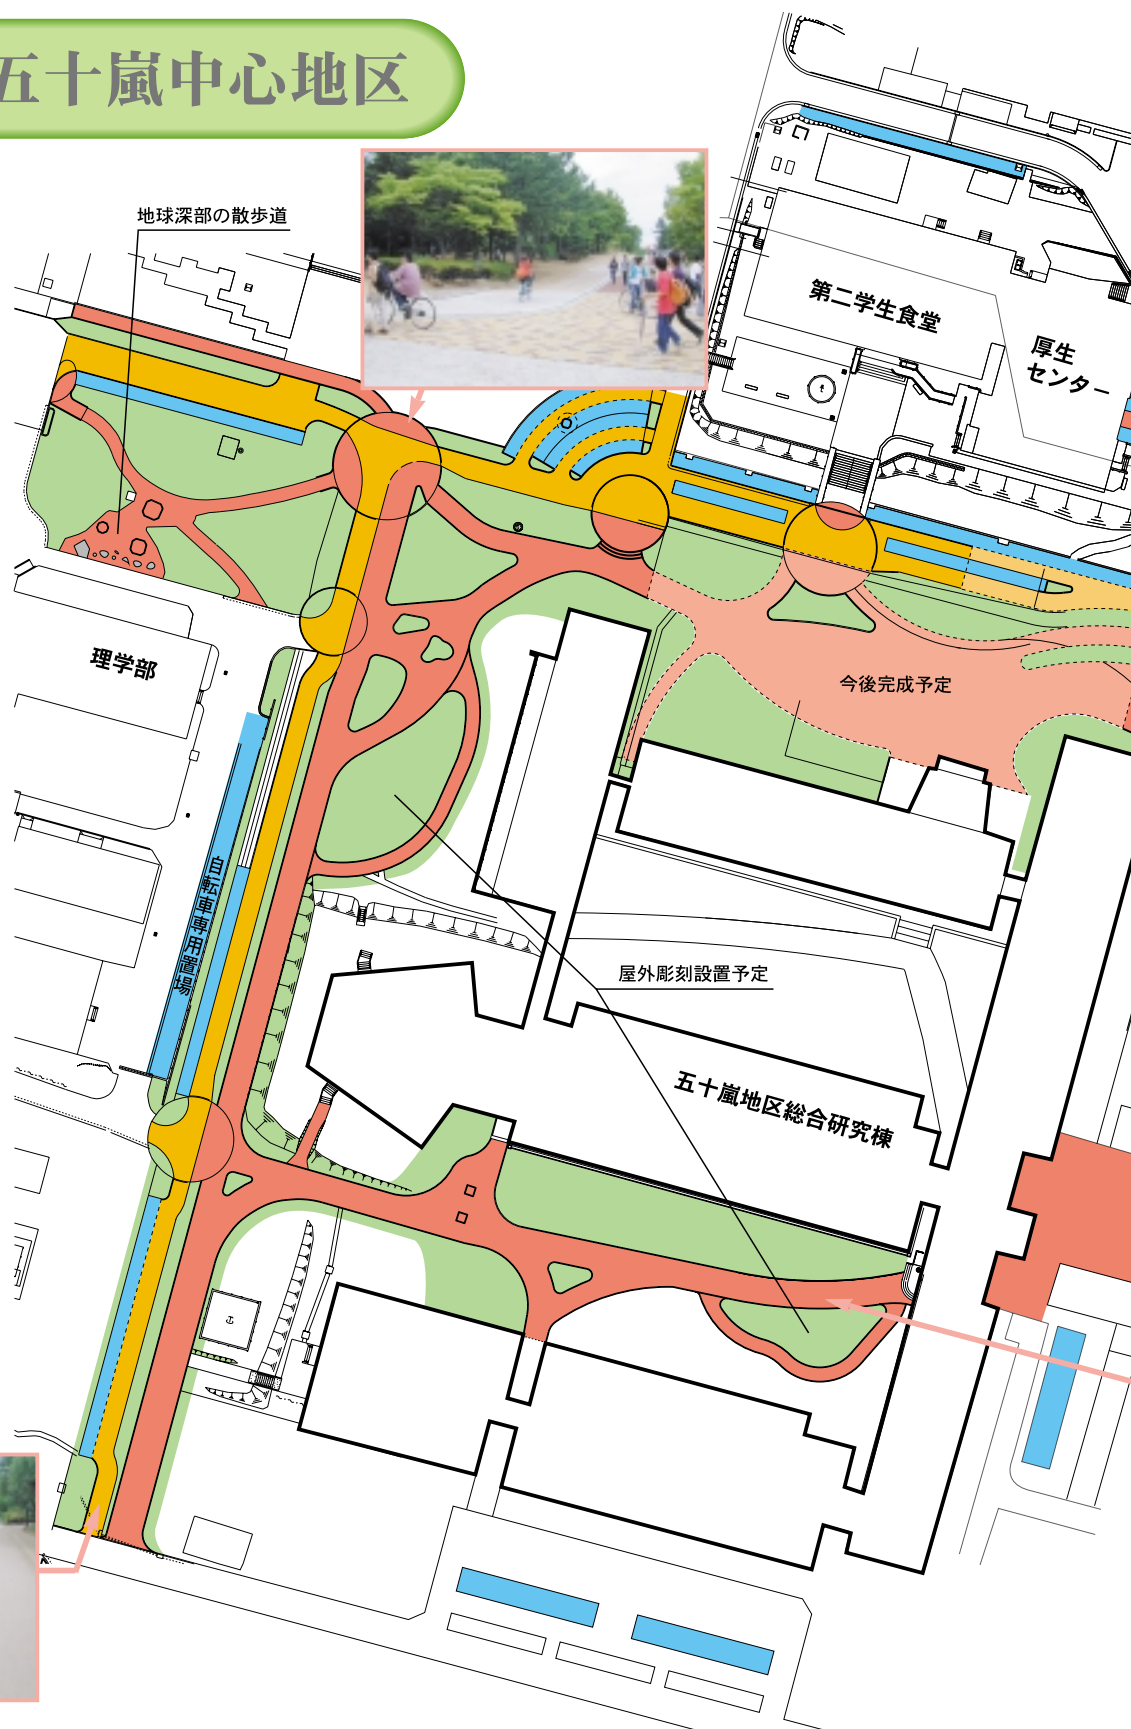 五十嵐中心地区
地球深部の散歩道
第二学生食堂
厚生
センター
理学部
今後完成予定
自転車専用置場
屋外彫刻設置予定
五十嵐地区総合研究棟